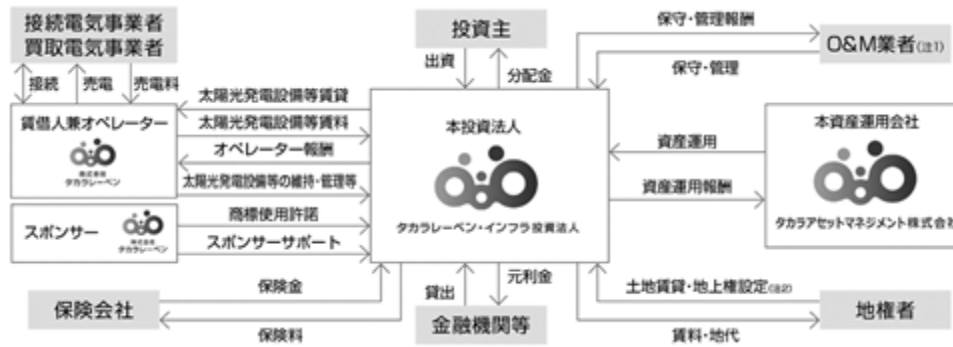 接続電気事業者
買取電気事業者
接続
売電
売電料
投資主
出資
分配金
保守・管理報酬
保守・管理
O&M業者(注1)
賃借人兼オペレーター
株式会社
タカラレーベン
太陽光発電設備等賃貸
太陽光発電設備等賃料
オペレーター報酬
太陽光発電設備等の維持・管理等
本投資法人
タカラレーベン・インフラ投資法人
資産運用
資産運用報酬
本資産運用会社
タカラアセットマネジメント株式会社
スポンサー
株式会社
タカラレーベン
商標使用許諾
スポンサーサポート
保険会社
保険金
保険料
貸出
元利金
金融機関等
土地賃貸・地上権設定(注2)
賃料・地代
地権者